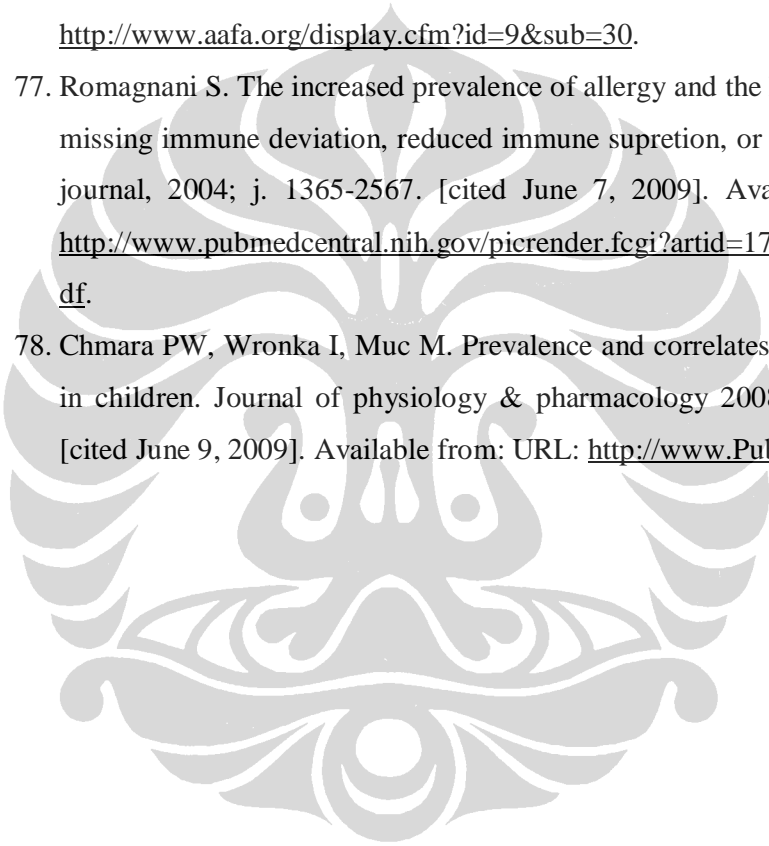 http://www.aafa.org/display.cfm?id=9&sub=30.
77. Romagnani S. The increased prevalence of allergy and the
missing immune deviation, reduced immune supretion, or
journal, 2004; j. 1365-2567. [cited June 7, 2009]. Ava
http://www.pubmedcentral.nih.gov/picrender.fcgi?artid=17
df.
78. Chmara PW, Wronka I, Muc M. Prevalence and correlates
in children. Journal of physiology & pharmacology 2008
[cited June 9, 2009]. Available from: URL: http://www.Pub